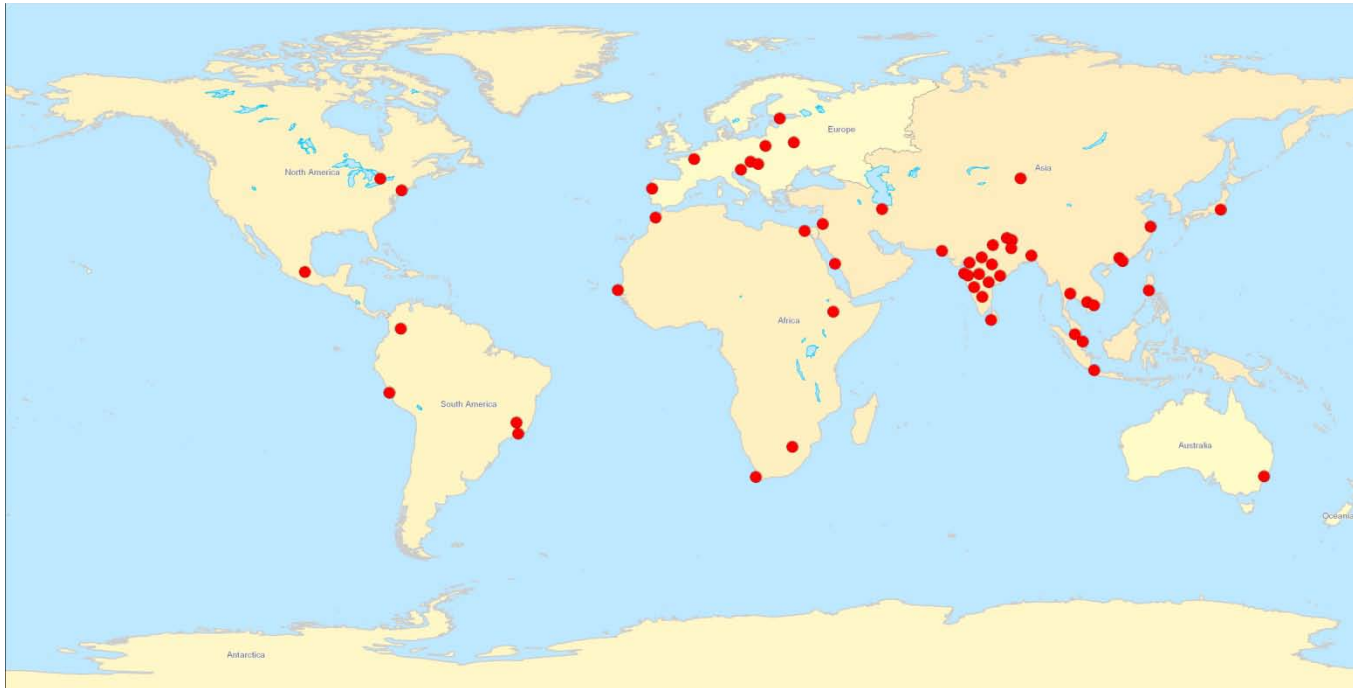 Europe
North America
Asia
Africa
South America
Australia
Oceania
Antarctica